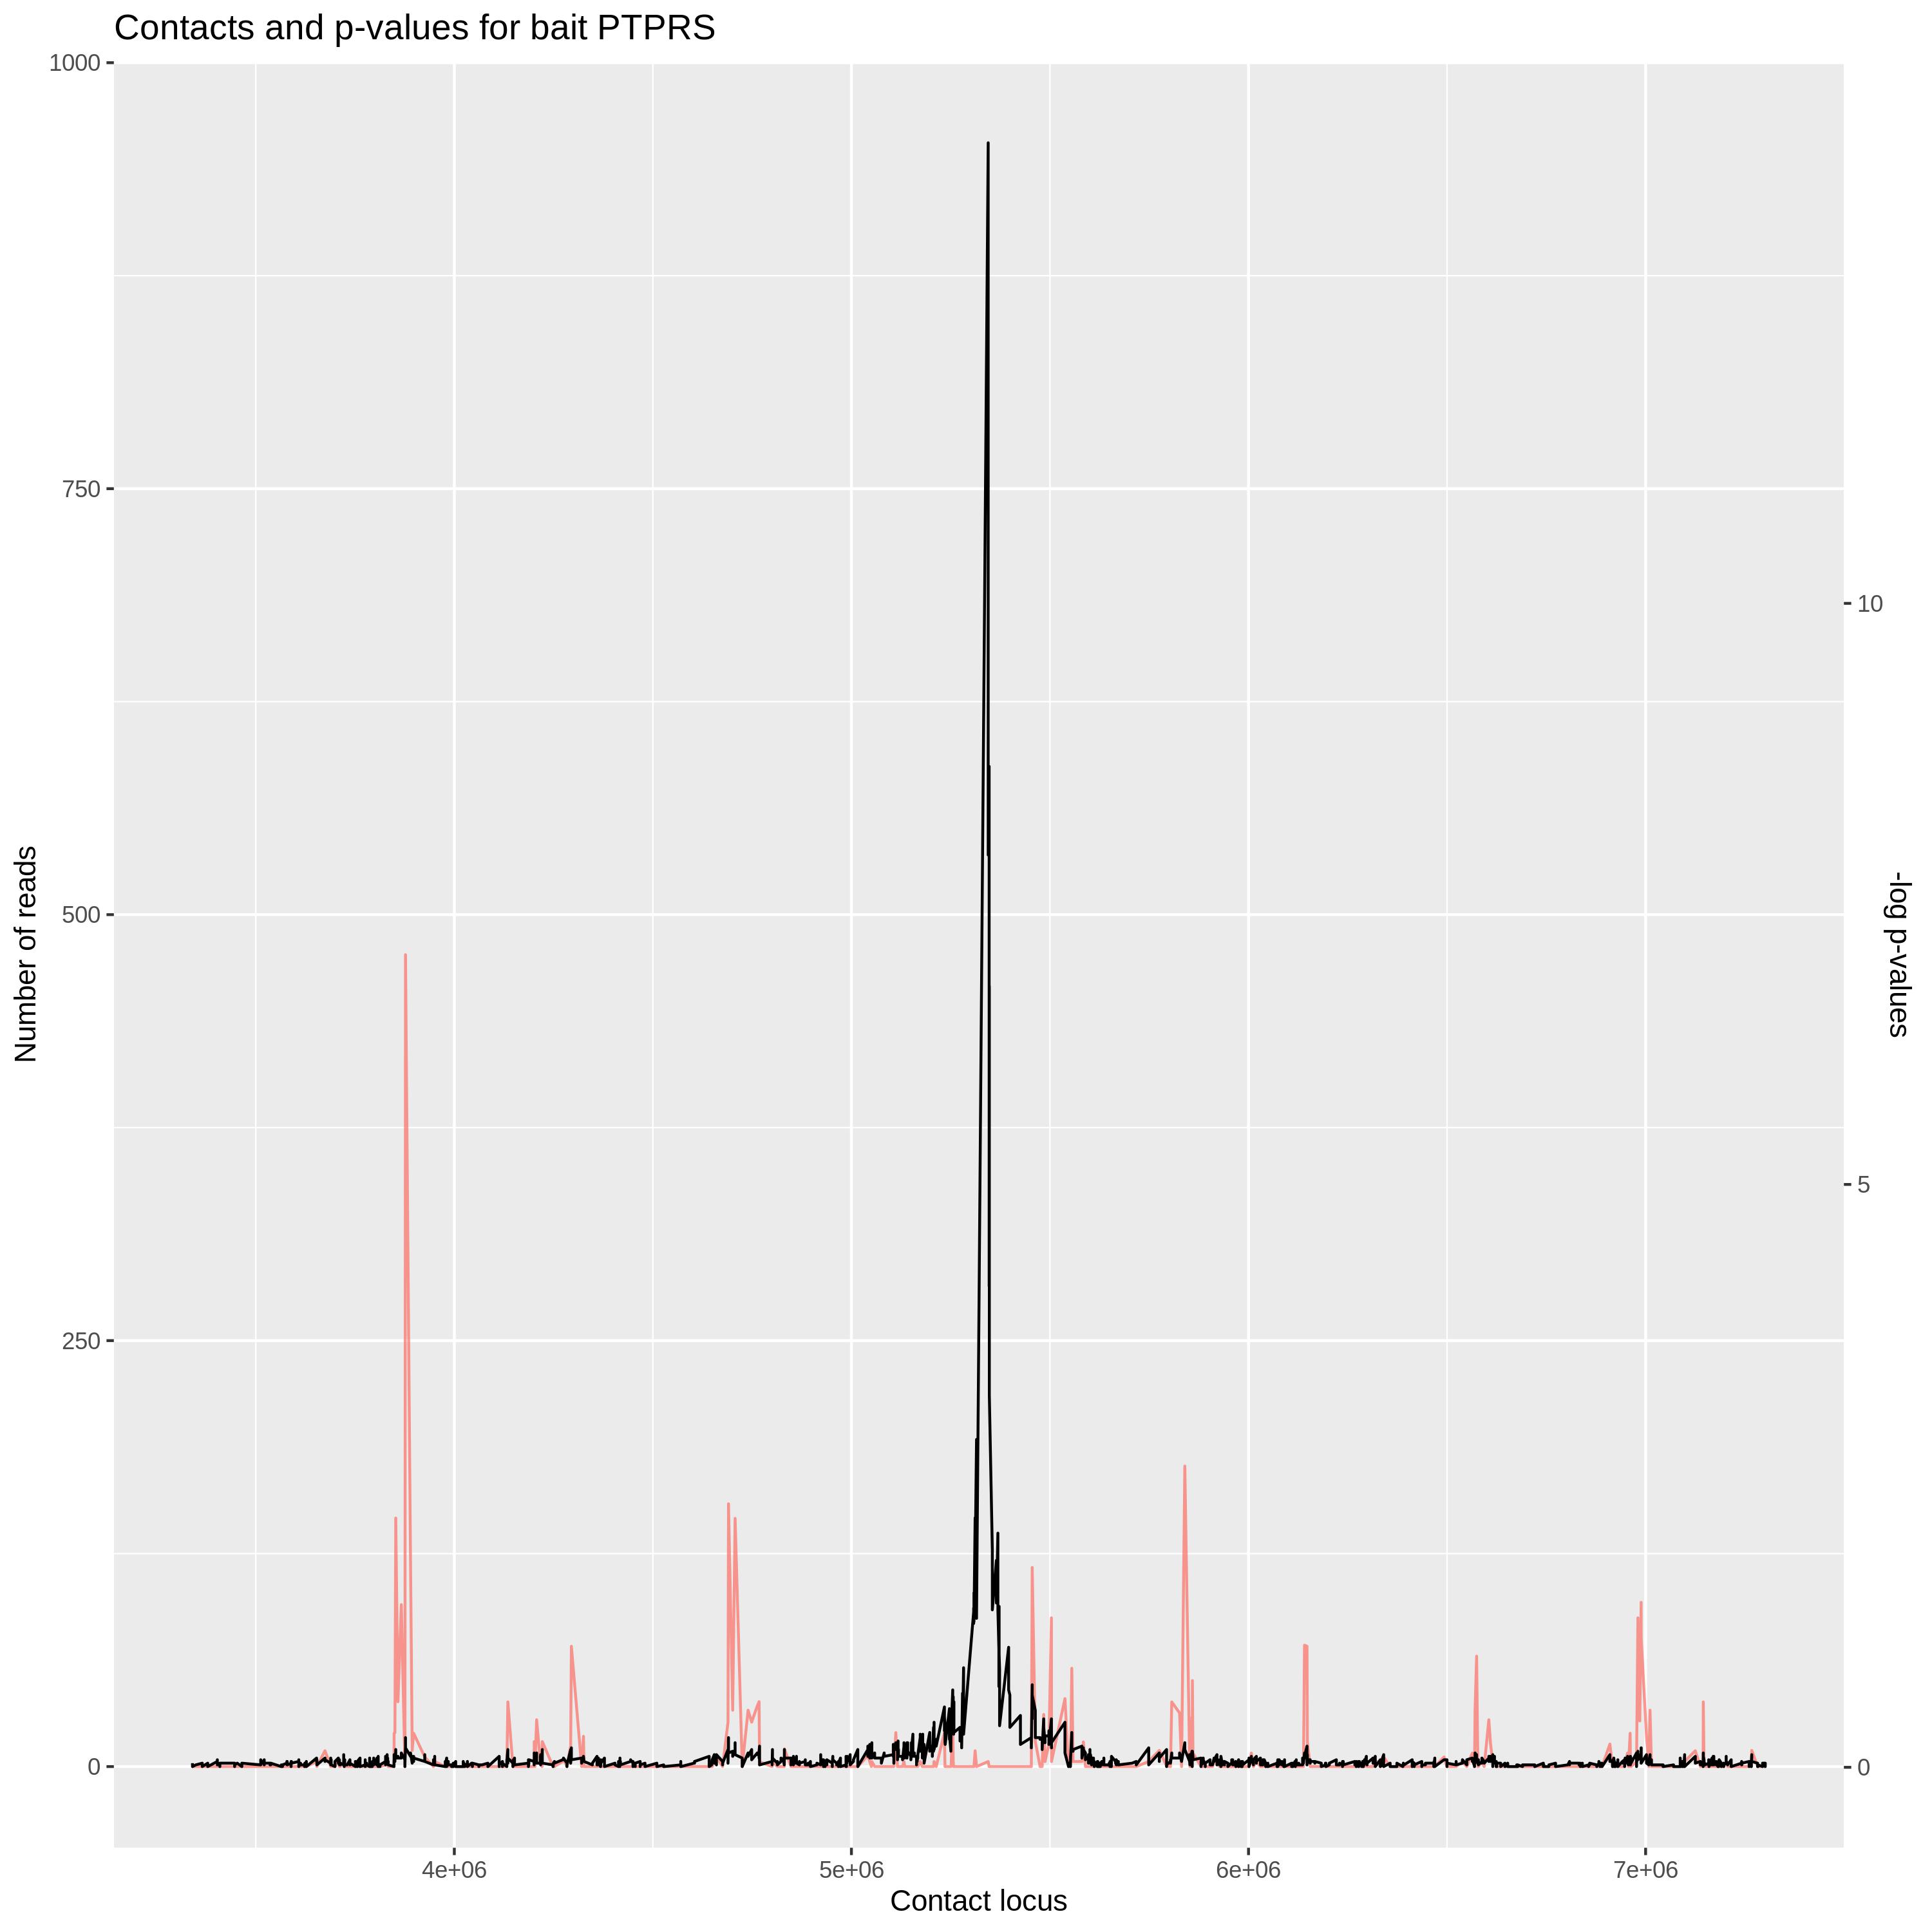 Contacts and p-values for bait PTPRS
1000
750
500
250
0
Number of reads
10
5
0
-log p-values
4e+06
5e+06
6e+06
7e+06
Contact locus